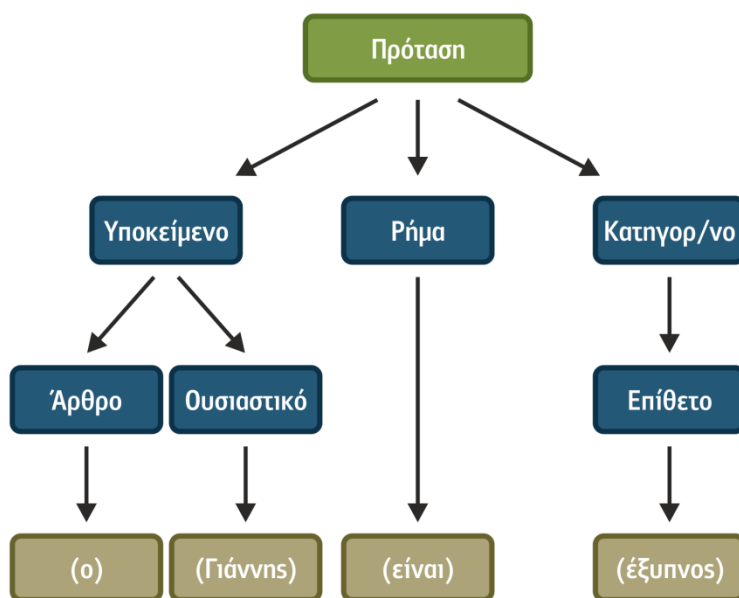 Πρόταση
Υποκείμενο
Ρήμα
Κατηγορ/νο
Άρθρο
Ουσιαστικό
Επίθετο
(ο)
(Γιάννης)
(είναι)
(έξυπνος)